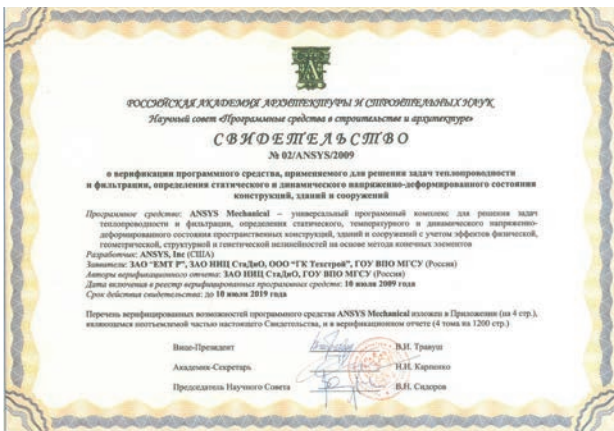 РОССИЙСКАЯ АКАДЕМИЯ АРХИТЕКТУРЫ И СТРОИТЕЛЬНЫХ НАУК
Научный совет «Программные средства в строительстве и архитектуре»
СВИДЕТЕЛЬСТВО
№ 02/ANSYS/2009
о верификации программного средства, применяемого для решения задач теплопроводности
и фильтрации, определения статического и динамического напряженно-деформированного состояния
конструкций, зданий и сооружений
Программное средство: ANSYS Mechanical – универсальный программный комплекс для решения задач
теплопроводности и фильтрации, определения статического, температурного и динамического напряженно-
деформированного состояния пространственных конструкций, зданий и сооружений с учетом эффектов физической,
геометрической, структурной и генетической нелинейностей на основе метода конечных элементов
Разработчик: ANSYS, Inc (США)
Заявители: ЗАО "ЕМТ Р", ЗАО НИЦ СтаДиО, ООО "ГК Техстрой", ГОУ ВПО МГСУ (Россия)
Авторы верификационного отчета: ЗАО НИЦ СтаДиО, ГОУ ВПО МГСУ (Россия)
Дата включения в реестр верифицированных программных средств: 10 июля 2009 года
Срок действия свидетельства: до 10 июля 2019 года
Перечень верифицированных возможностей программного средства ANSYS Mechanical изложен в Приложении (на 4 стр.),
являющемся неотъемлемой частью настоящего Свидетельства, и в верификационном отчете (4 тома на 1200 стр.)
Вице-Президент В.И. Травуш
Академик-Секретарь Н.И. Карпенко
Председатель Научного Совета В.Н. Сидоров